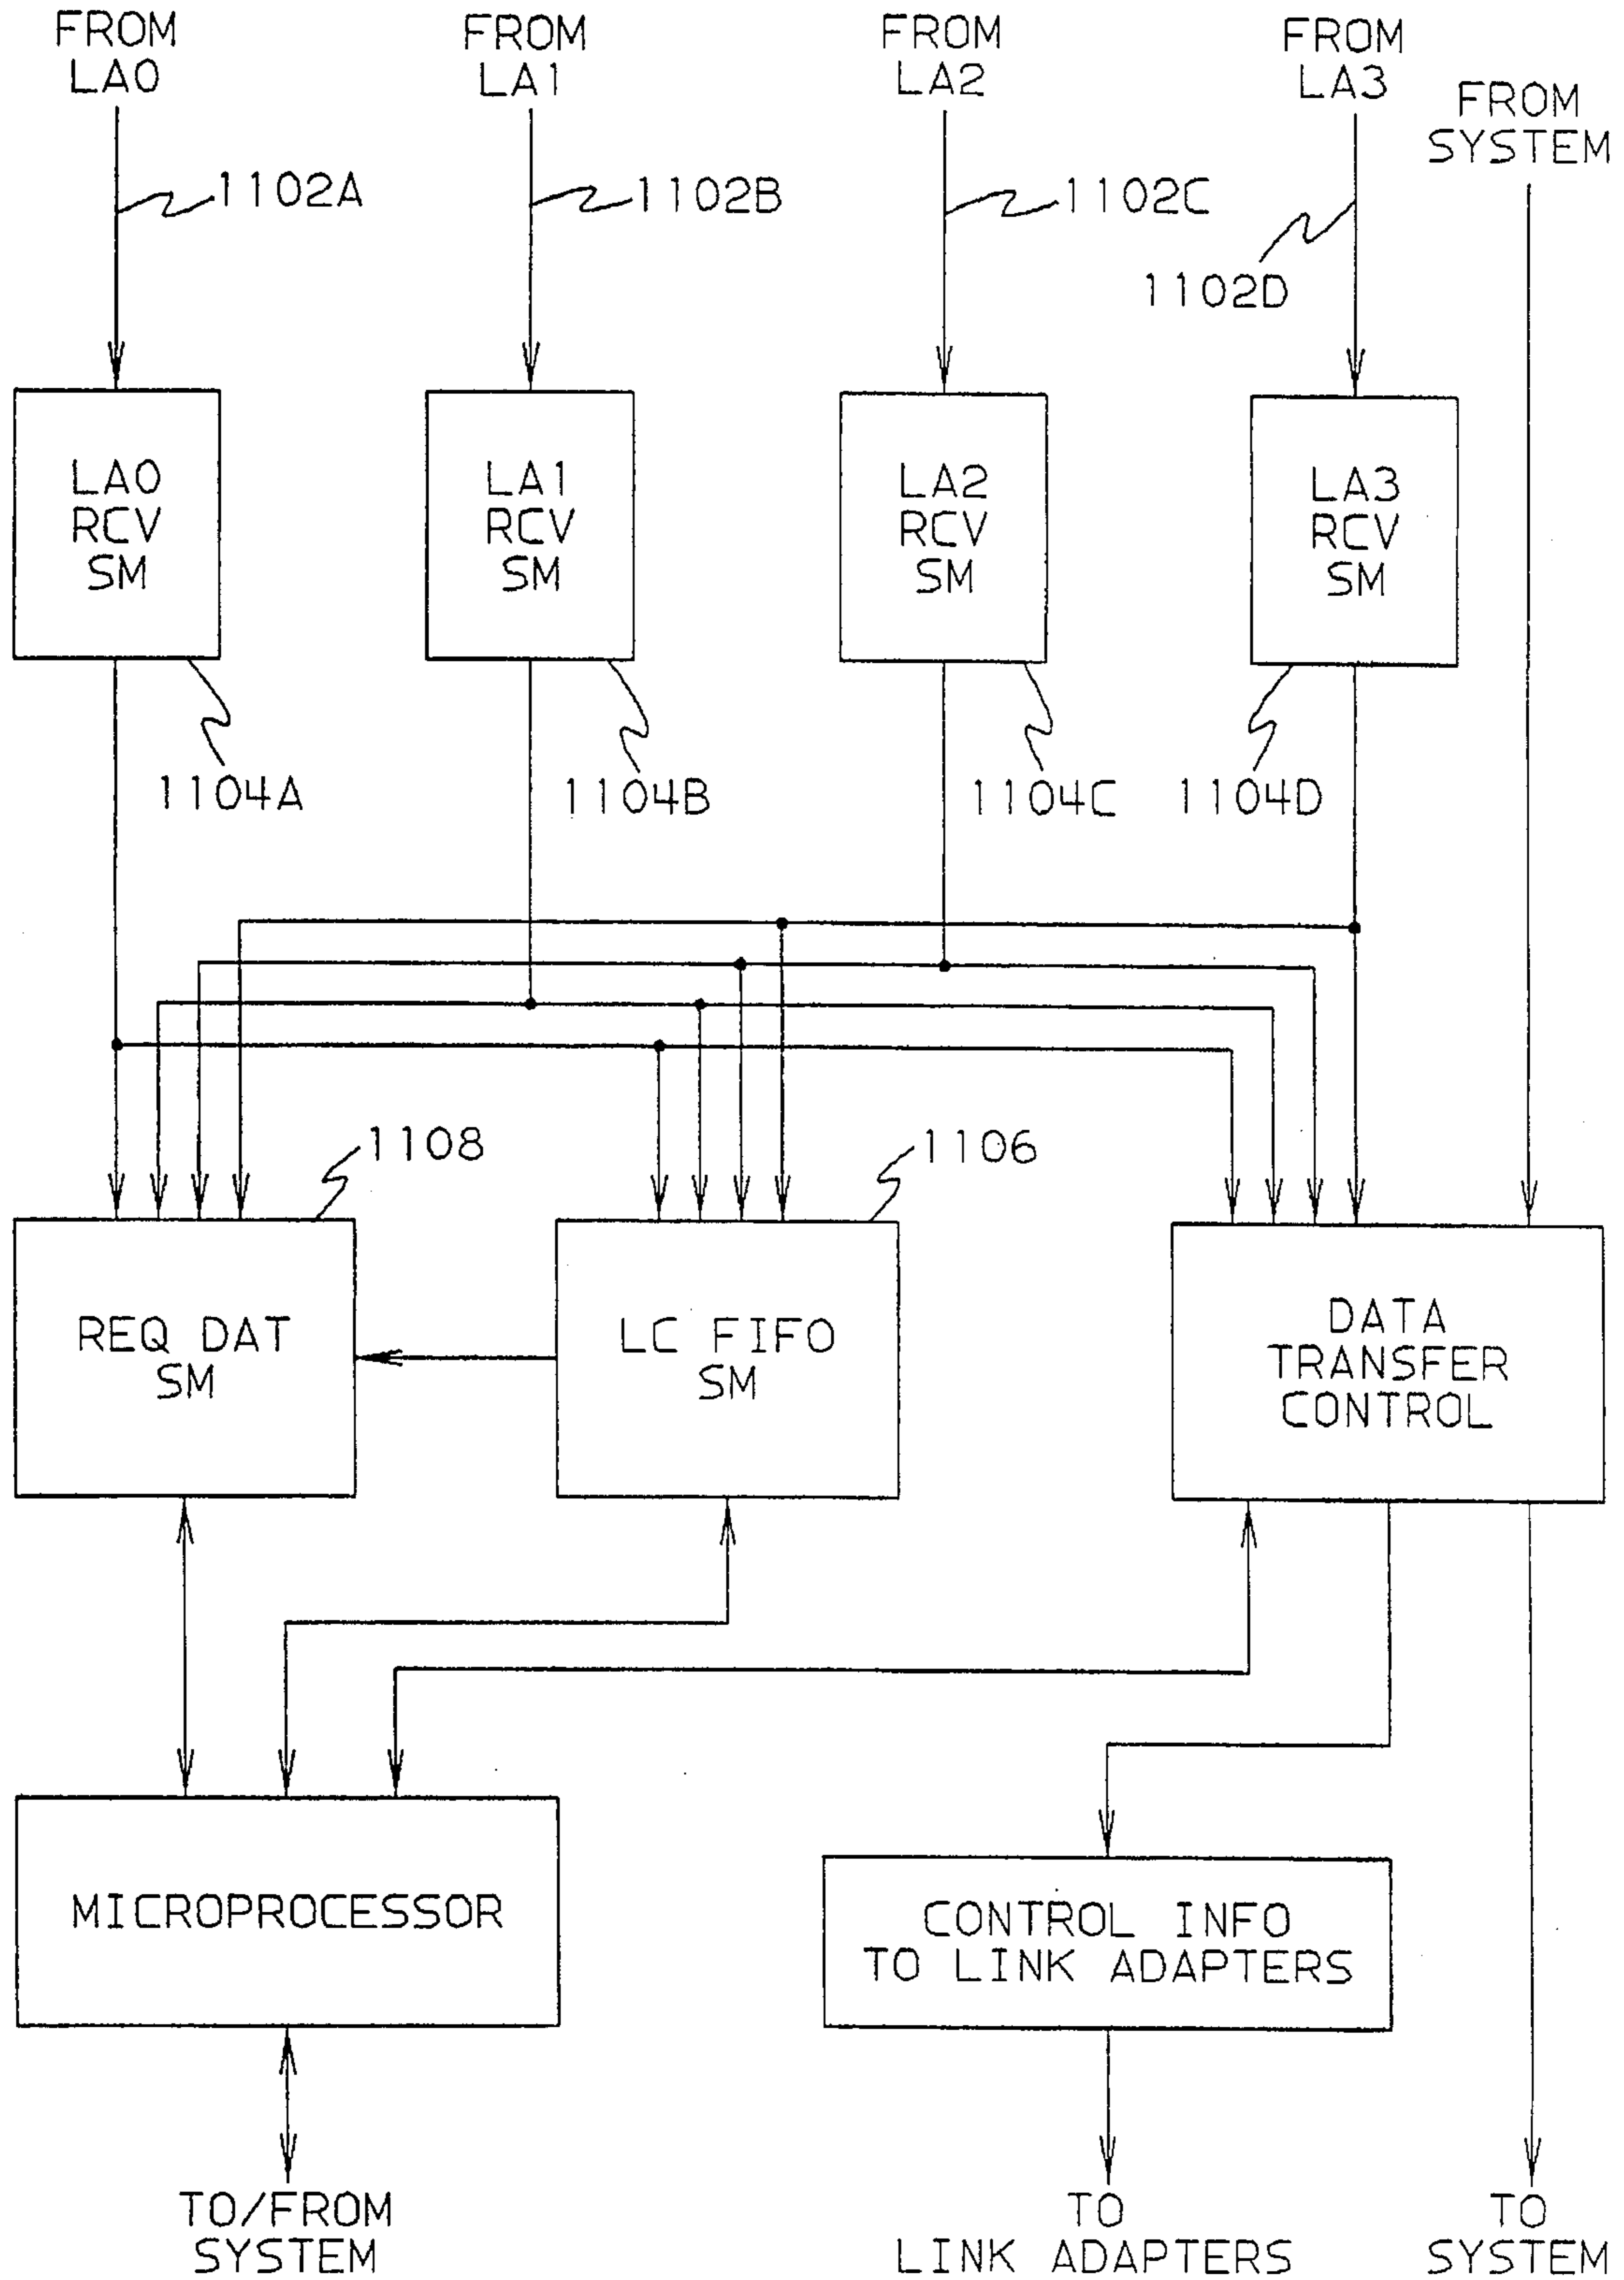 FROM
LA0
FROM
LA1
FROM
LA2
FROM
LA3
FROM
SYSTEM
1102A
1102B
1102C
1102D
LA0
RCV
SM
LA1
RCV
SM
LA2
RCV
SM
LA3
RCV
SM
1104A
1104B
1104C
1104D
1108
1106
REQ DAT
SM
LC FIFO
SM
DATA
TRANSFER
CONTROL
MICROPROCESSOR
CONTROL INFO
TO LINK ADAPTERS
TO/FROM
SYSTEM
TO
LINK ADAPTERS
TO
SYSTEM